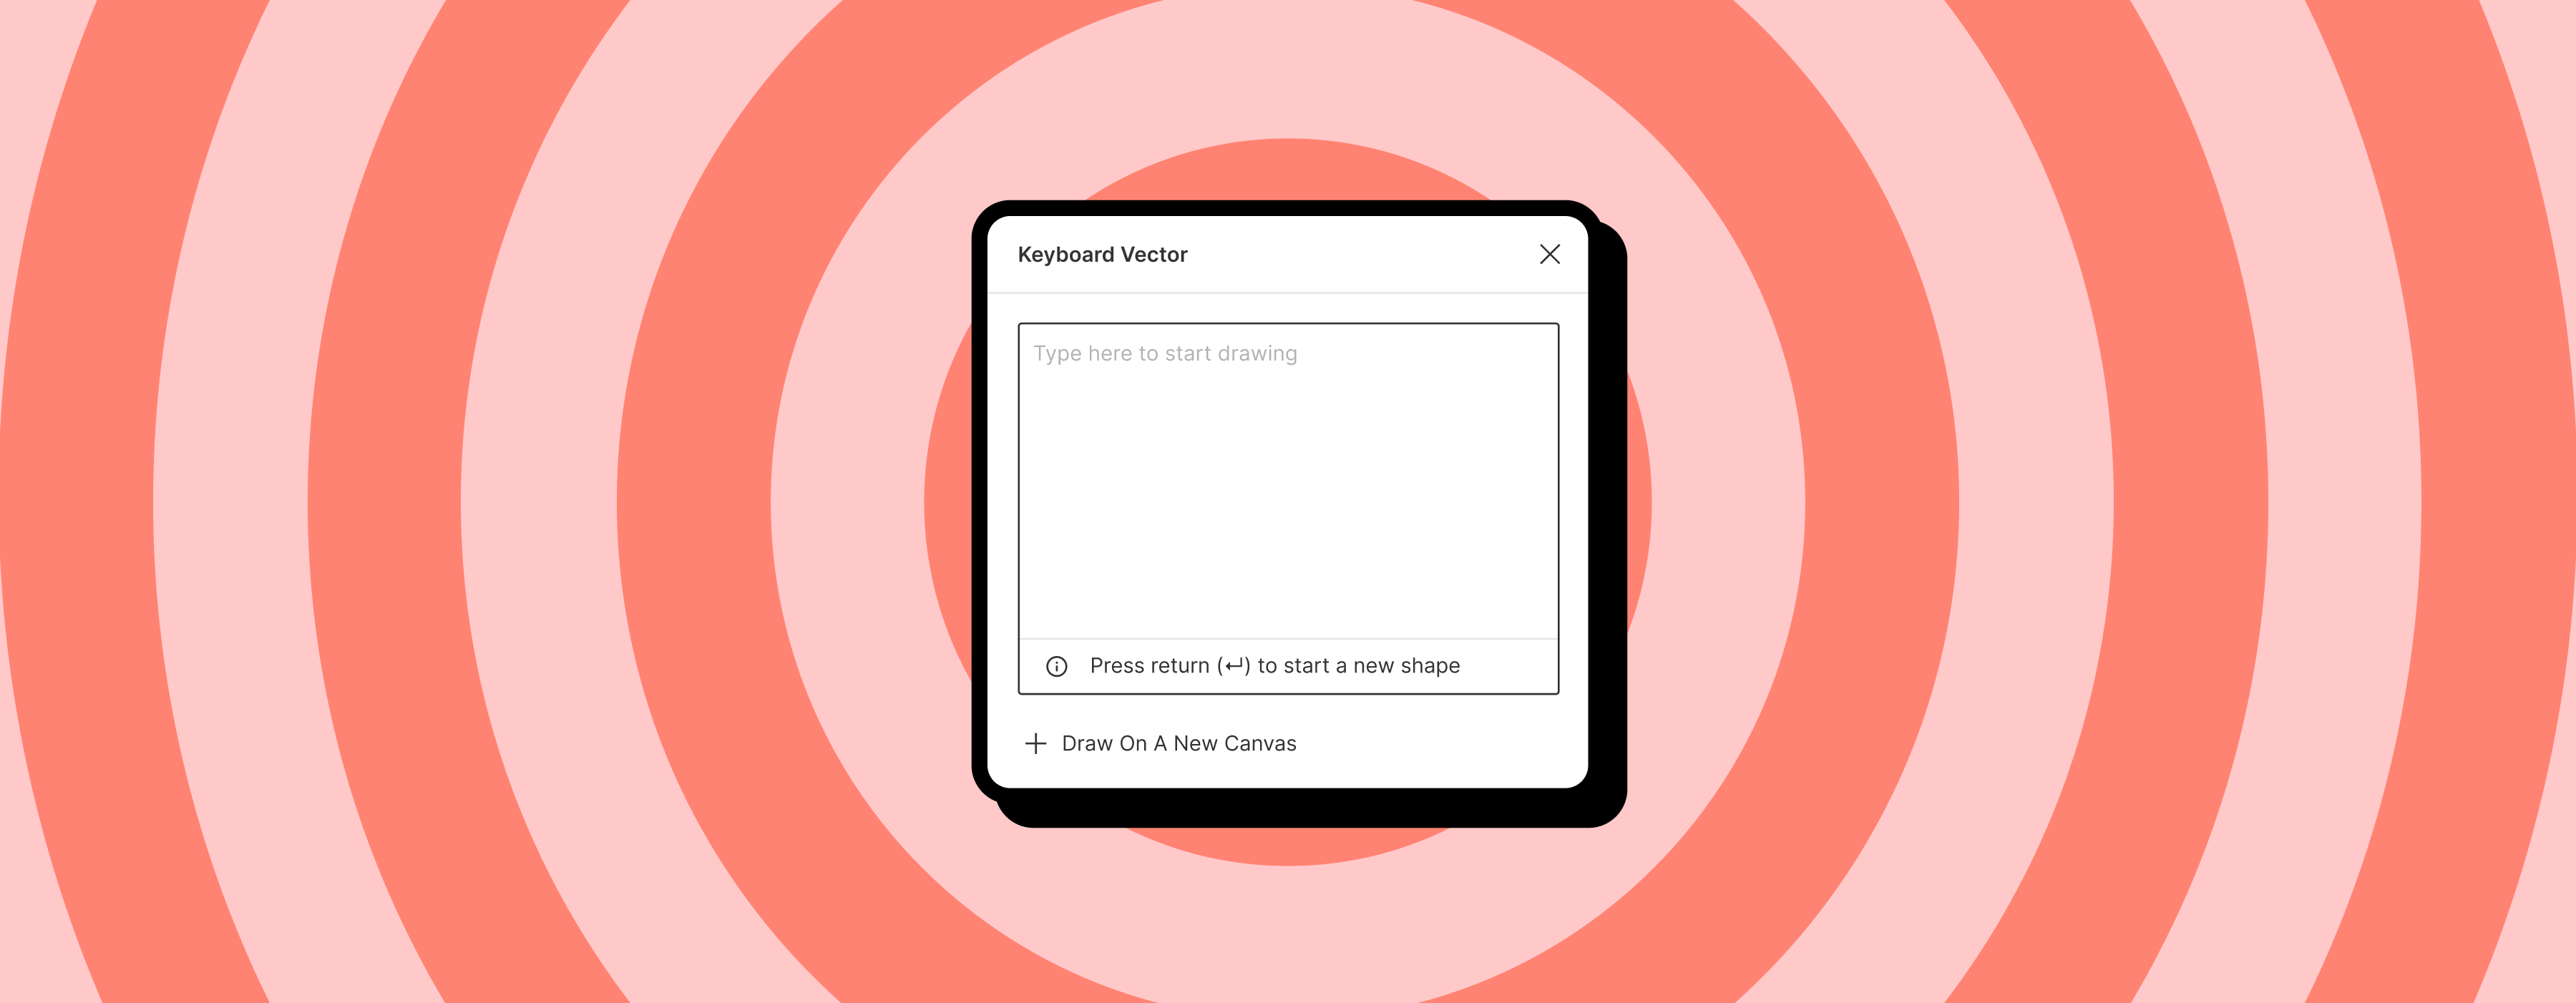 Keyboard Vector
Type here to start drawing
Press return (↵) to start a new shape
Draw On A New Canvas